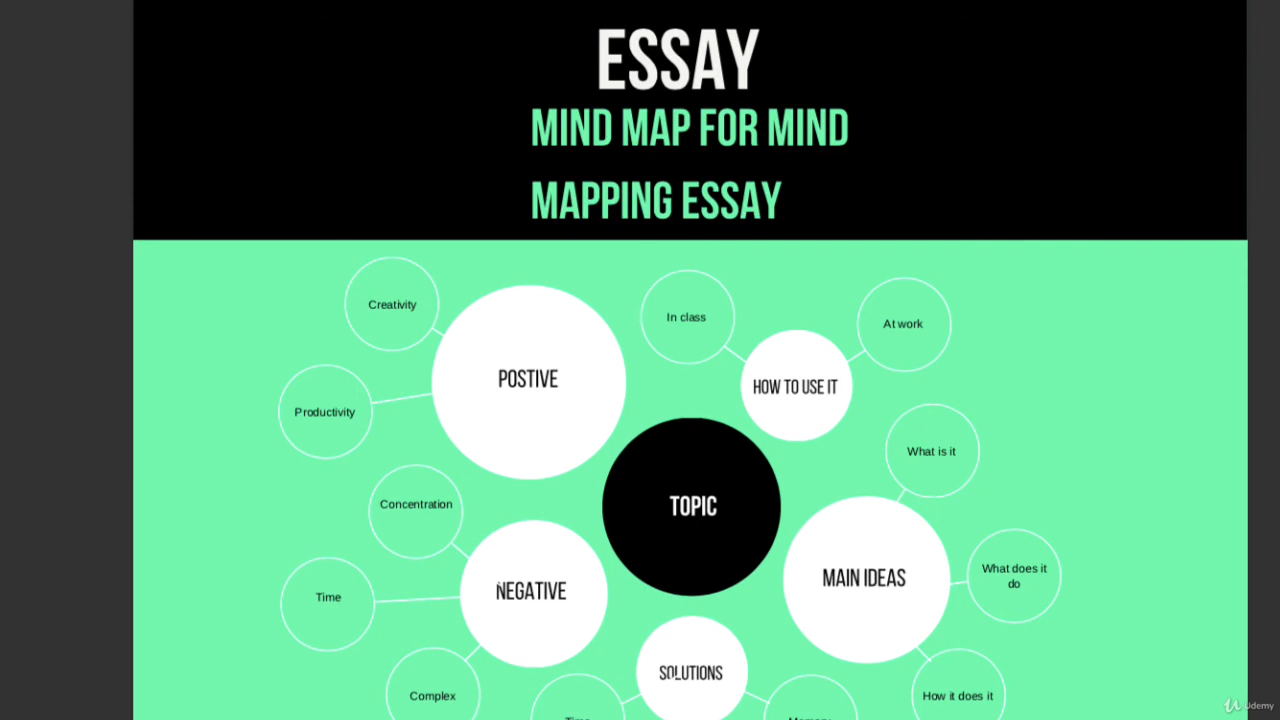 ESSAY
MIND MAP FOR MIND
MAPPING ESSAY
Creativity
In class
At work
POSTIVE
HOW TO USE IT
Productivity
What is it
Concentration
TOPIC
What does it
do
MAIN IDEAS
NEGATIVE
Time
SOLUTIONS
Complex
How it does it
Time
Memory
Udemy